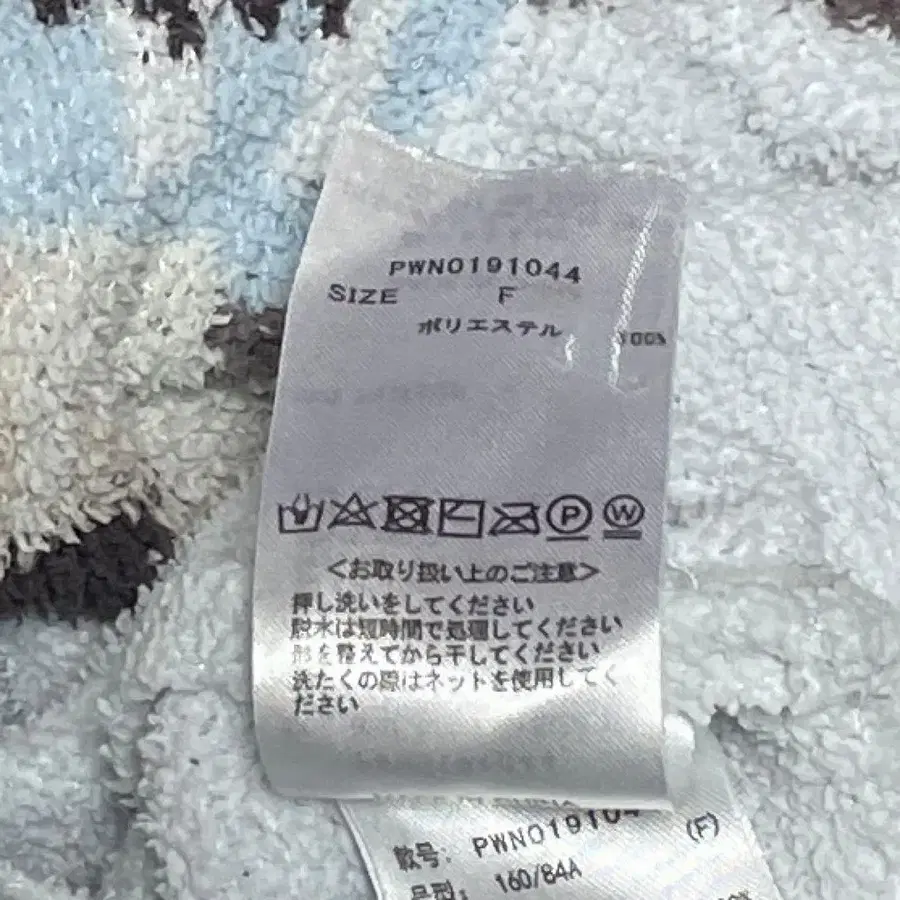 PWNO191044
SIZE F
ポリエステル 100%
P W
<お取り扱い上のご注意>
押し洗いをしてください
脱水は短時間で処理してください
形を整えてから干してください
洗たくの際はネットを使用してく
ださい
款号: PWNO19104 (F)
号型: 160/84A